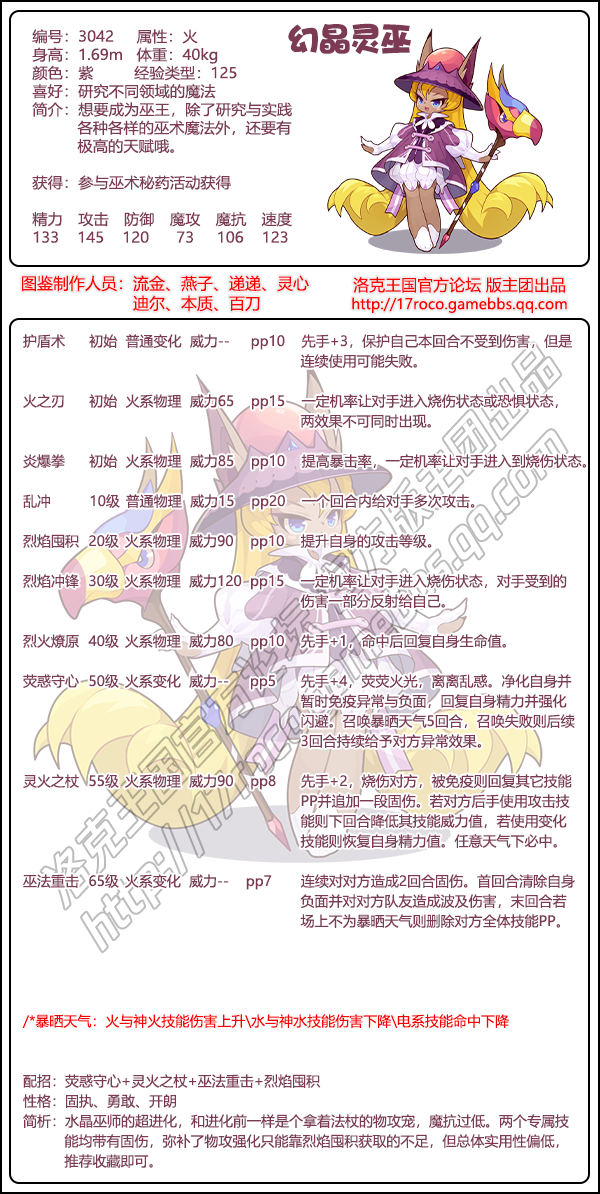 幻晶灵巫
编号：3042 属性：火
身高：1.69m 体重：40kg
颜色：紫 经验类型：125
喜好：研究不同领域的魔法
简介：想要成为巫王，除了研究与实践
各种各样的巫术魔法外，还要有
极高的天赋哦。
获得：参与巫术秘药活动获得
精力 攻击 防御 魔攻 魔抗 速度
133 145 120 73 106 123
图鉴制作人员：流金、燕子、递递、灵心
迪尔、本质、百刀
洛克王国官方论坛 版主团出品
http://17roco.gamebbs.qq.com
护盾术 初始 普通变化 威力-- pp10 先手+3，保护自己本回合不受到伤害，但是
连续使用可能失败。
火之刃 初始 火系物理 威力65 pp15 一定机率让对手进入烧伤状态或恐惧状态，
两效果不可同时出现。
炎爆拳 初始 火系物理 威力85 pp10 提高暴击率，一定机率让对手进入到烧伤状态。
乱冲 10级 普通物理 威力15 pp20 一个回合内给对手多次攻击。
烈焰囤积 20级 火系物理 威力90 pp10 提升自身的攻击等级。
烈焰冲锋 30级 火系物理 威力120 pp15 一定机率让对手进入烧伤状态，对手受到的
伤害一部分反射给自己。
烈火燎原 40级 火系物理 威力80 pp10 先手+1，命中后回复自身生命值。
荧惑守心 50级 火系变化 威力-- pp5 先手+4，荧荧火光，离离乱惑。净化自身并
暂时免疫异常与负面，回复自身精力并强化
闪避。召唤暴晒天气5回合，召唤失败则后续
3回合持续给予对方异常效果。
灵火之杖 55级 火系物理 威力90 pp8 先手+2，烧伤对方，被免疫则回复其它技能
PP并追加一段固伤。若对方后手使用攻击技
能则下回合降低其技能威力值，若使用变化
技能则恢复自身精力值。任意天气下必中。
巫法重击 65级 火系变化 威力-- pp7 连续对对方造成2回合固伤。首回合清除自身
负面并对对方队友造成波及伤害，末回合若
场上不为暴晒天气则删除对方全体技能PP。
洛克王国官方论坛 版主团出品
http://17roco.gamebbs.qq.com
/*暴晒天气：火与神火技能伤害上升\水与神水技能伤害下降\电系技能命中下降
配招：荧惑守心+灵火之杖+巫法重击+烈焰囤积
性格：固执、勇敢、开朗
简析：水晶巫师的超进化，和进化前一样是个拿着法杖的物攻宠，魔抗过低。两个专属技
能均带有固伤，弥补了物攻强化只能靠烈焰囤积获取的不足，但总体实用性偏低，
推荐收藏即可。